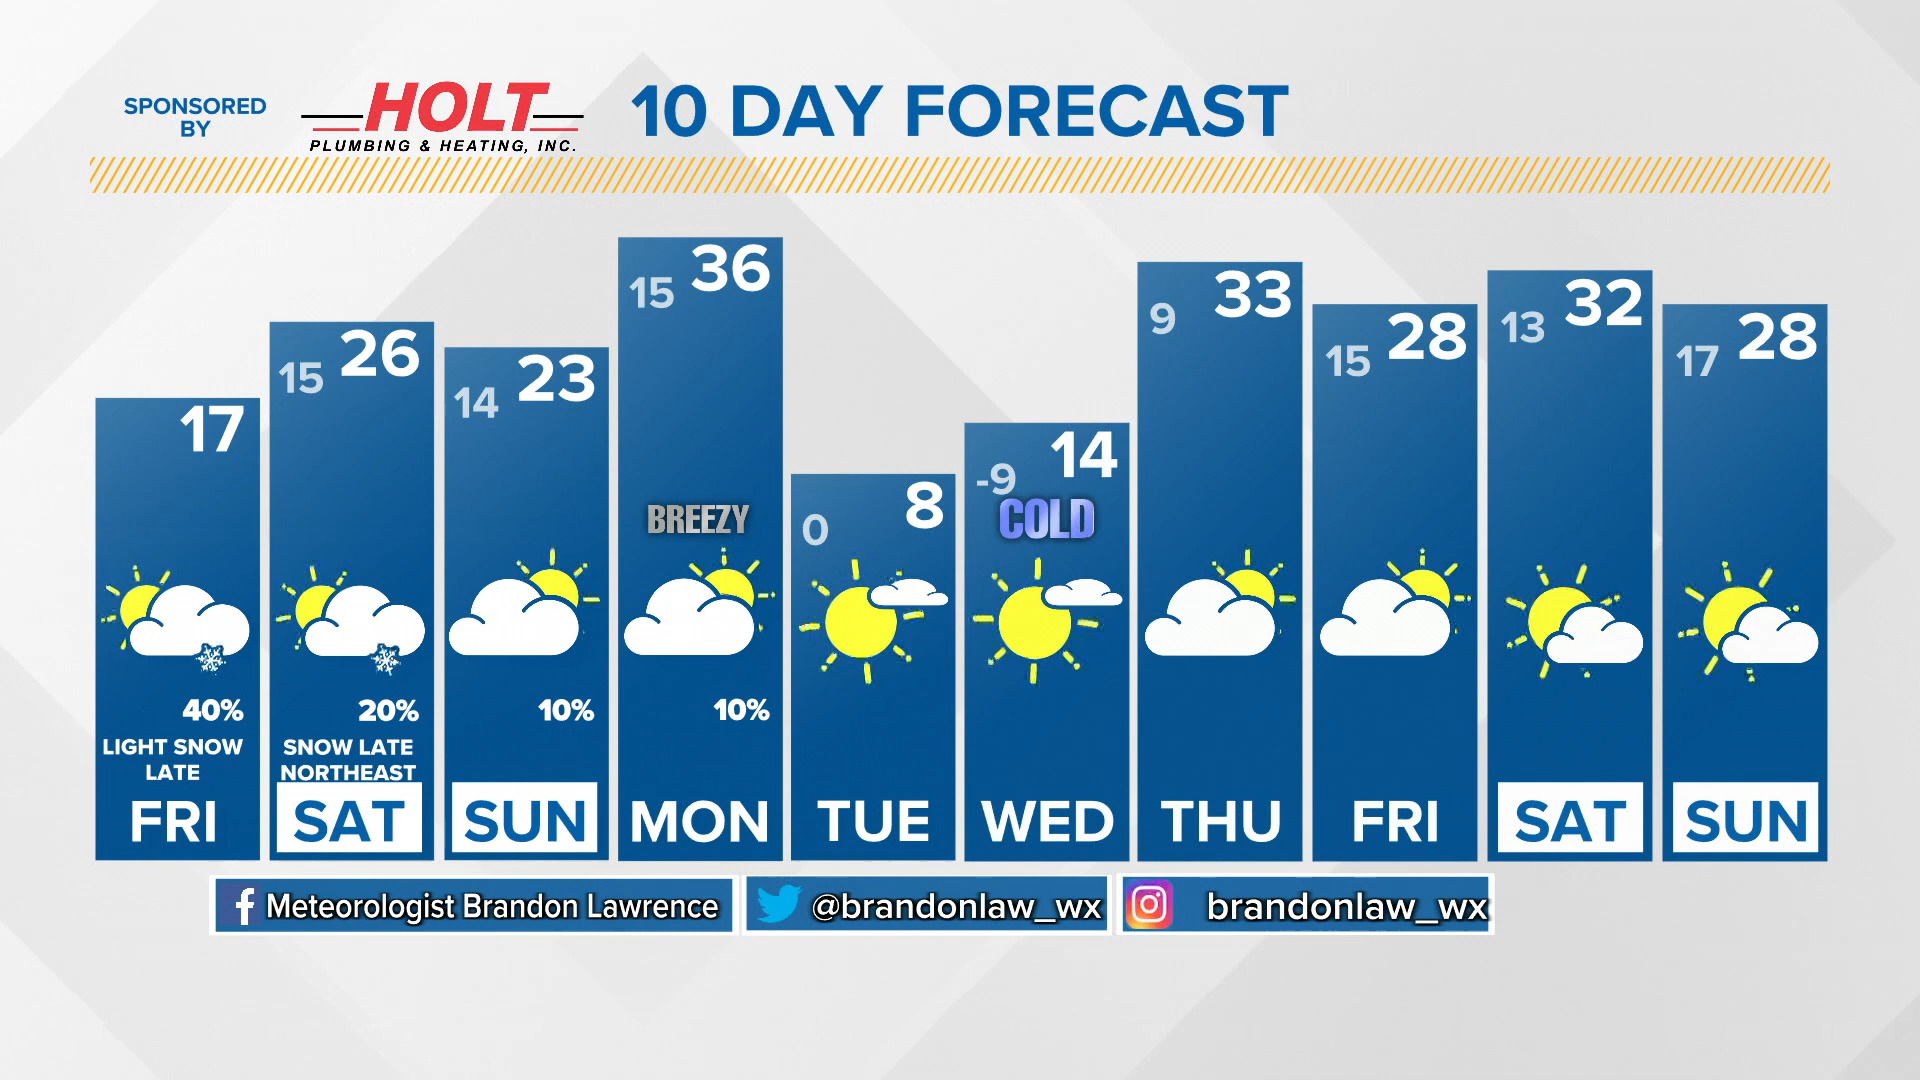 SPONSORED
BY
HOLT
PLUMBING & HEATING, INC.
10 DAY FORECAST
17
15 26
14 23
15 36
0 8
-9 14
9 33
15 28
13 32
17 28
BREEZY
COLD
40%
20%
10%
10%
LIGHT SNOW
LATE
SNOW LATE
NORTHEAST
FRI
SAT
SUN
MON
TUE
WED
THU
FRI
SAT
SUN
f Meteorologist Brandon Lawrence
@brandonlaw_wx
brandonlaw_wx